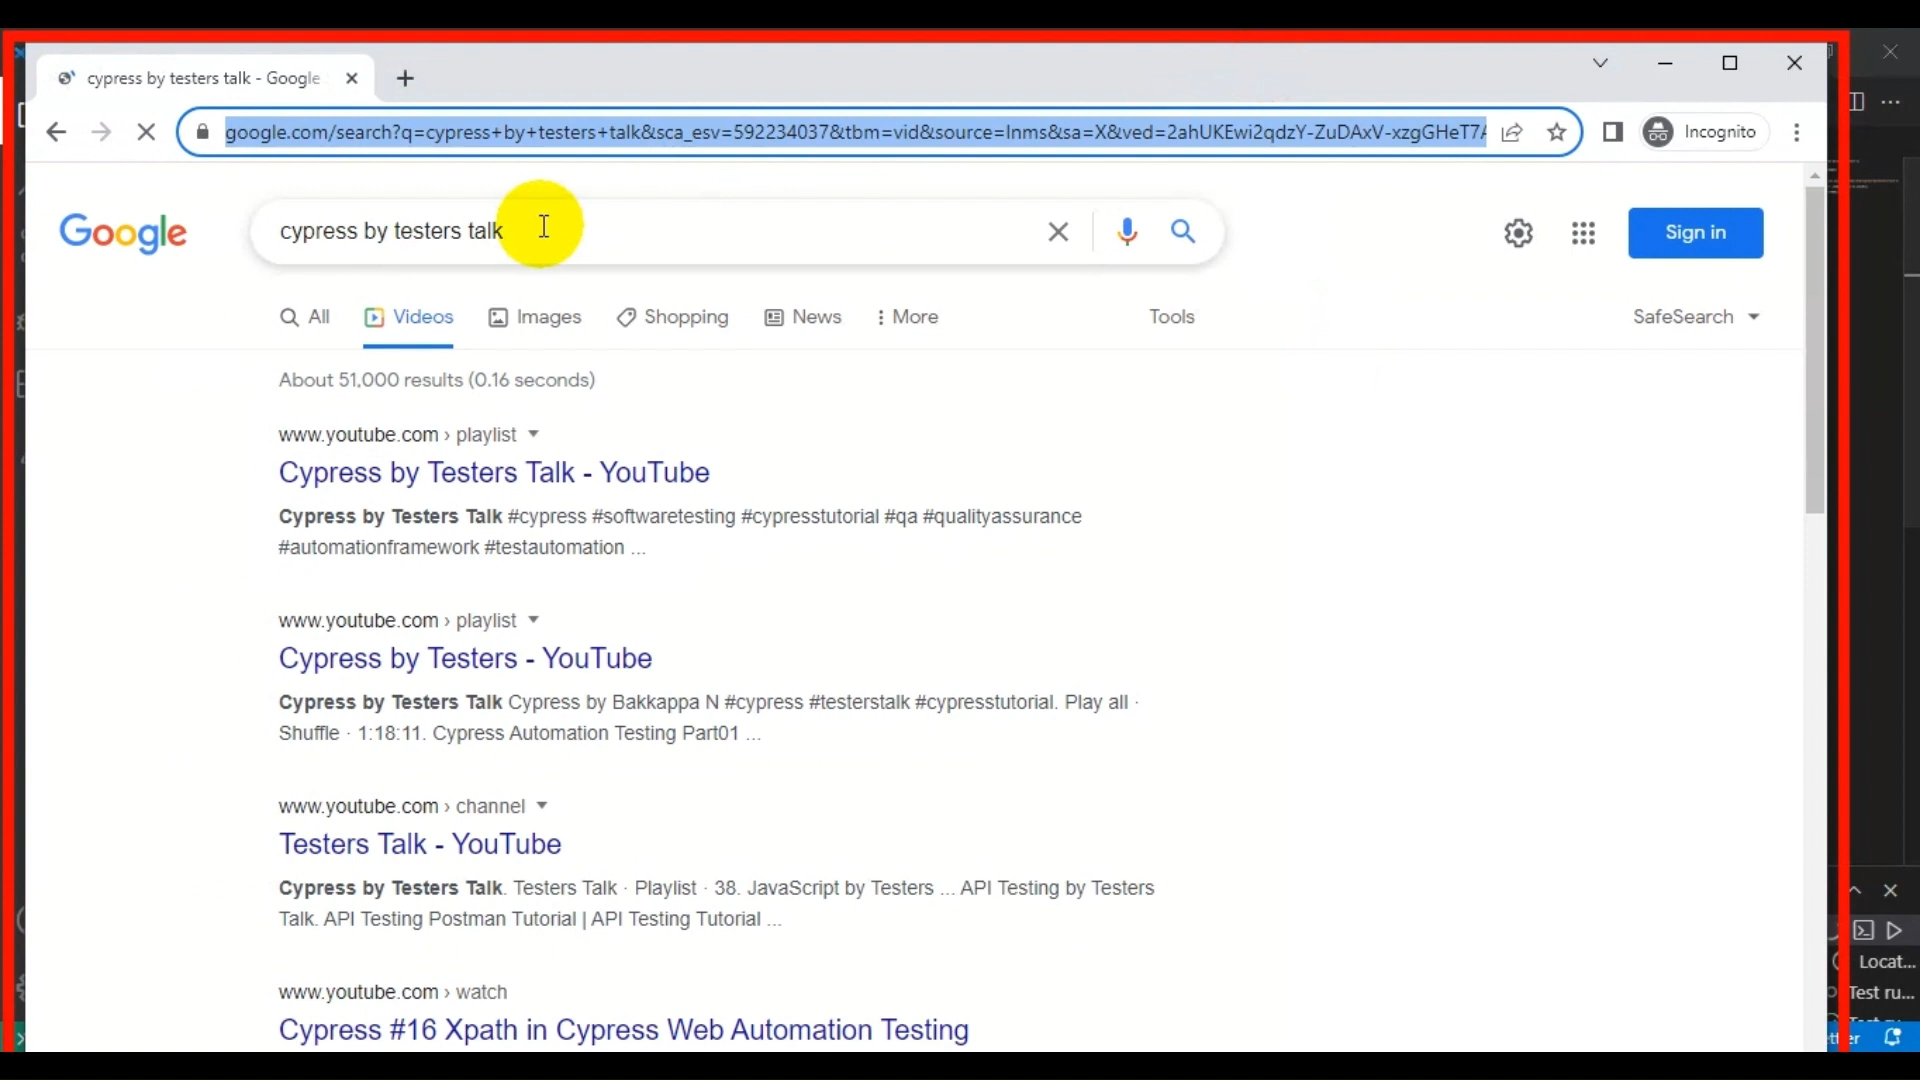 cypress by testers talk - Google
google.com/search?q=cypress+by+testers+talk&sca_esv=592234037&tbm=vid&source=lnms&sa=X&ved=2ahUKEwi2qdzY-ZuDAxV-xzgGHeT7A
Incognito
Google
cypress by testers talk
Sign in
All
Videos
Images
Shopping
News
More
Tools
SafeSearch
About 51,000 results (0.16 seconds)
www.youtube.com › playlist
Cypress by Testers Talk - YouTube
Cypress by Testers Talk #cypress #softwaretesting #cypresstutorial #qa #qualityassurance
#automationframework #testautomation ...
www.youtube.com › playlist
Cypress by Testers - YouTube
Cypress by Testers Talk Cypress by Bakkappa N #cypress #testerstalk #cypresstutorial. Play all ·
Shuffle · 1:18:11. Cypress Automation Testing Part01 ...
www.youtube.com › channel
Testers Talk - YouTube
Cypress by Testers Talk. Testers Talk · Playlist · 38. JavaScript by Testers ... API Testing by Testers
Talk. API Testing Postman Tutorial | API Testing Tutorial ...
Locat...
www.youtube.com › watch
Test ru...
Cypress #16 Xpath in Cypress Web Automation Testing